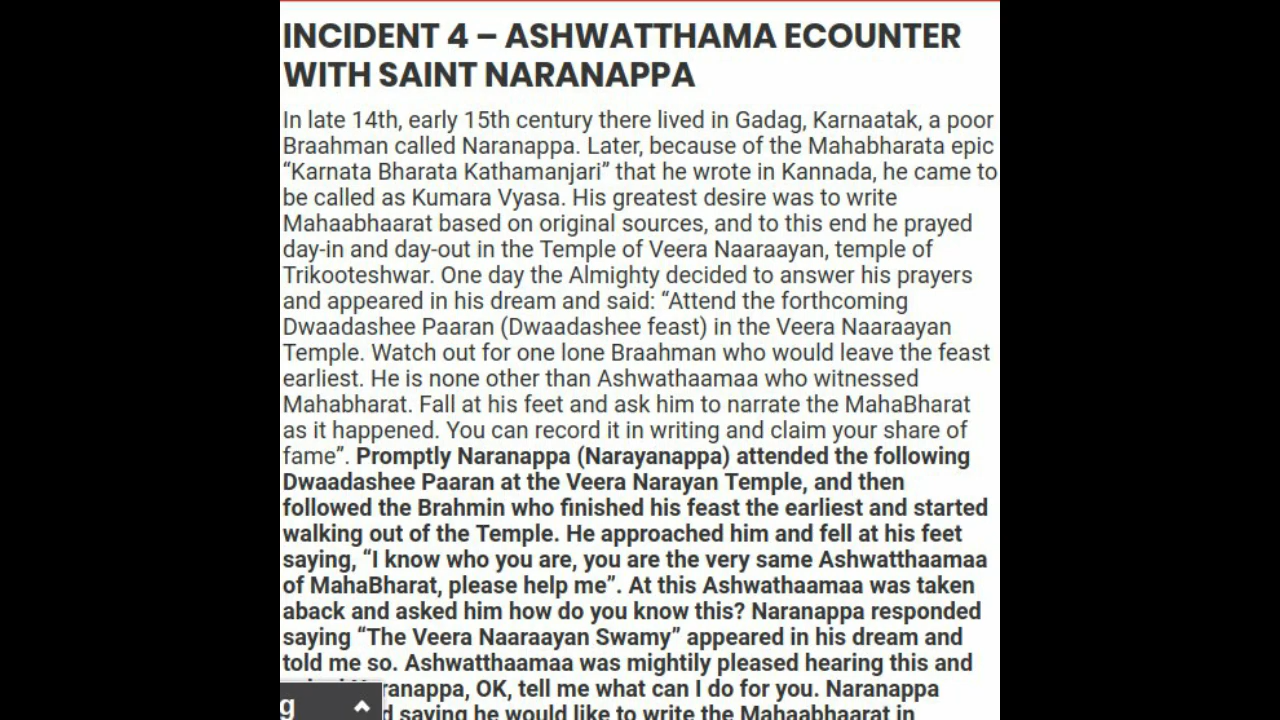 INCIDENT 4 – ASHWATTHAMA ECOUNTER
WITH SAINT NARANAPPA
In late 14th, early 15th century there lived in Gadag, Karnaatak, a poor
Braahman called Naranappa. Later, because of the Mahabharata epic
“Karnata Bharata Kathamanjari” that he wrote in Kannada, he came to
be called as Kumara Vyasa. His greatest desire was to write
Mahaabhaarat based on original sources, and to this end he prayed
day-in and day-out in the Temple of Veera Naaraayan, temple of
Trikooteshwar. One day the Almighty decided to answer his prayers
and appeared in his dream and said: “Attend the forthcoming
Dwaadashee Paaran (Dwaadashee feast) in the Veera Naaraayan
Temple. Watch out for one lone Braahman who would leave the feast
earliest. He is none other than Ashwathaamaa who witnessed
Mahabharat. Fall at his feet and ask him to narrate the MahaBharat
as it happened. You can record it in writing and claim your share of
fame”. Promptly Naranappa (Narayanappa) attended the following
Dwaadashee Paaran at the Veera Narayan Temple, and then
followed the Brahmin who finished his feast the earliest and started
walking out of the Temple. He approached him and fell at his feet
saying, “I know who you are, you are the very same Ashwatthaamaa
of MahaBharat, please help me”. At this Ashwathaamaa was taken
aback and asked him how do you know this? Naranappa responded
saying “The Veera Naaraayan Swamy” appeared in his dream and
told me so. Ashwatthaamaa was mightily pleased hearing this and
ranappa, OK, tell me what can I do for you. Naranappa
g d saying he would like to write the Mahaabhaarat in